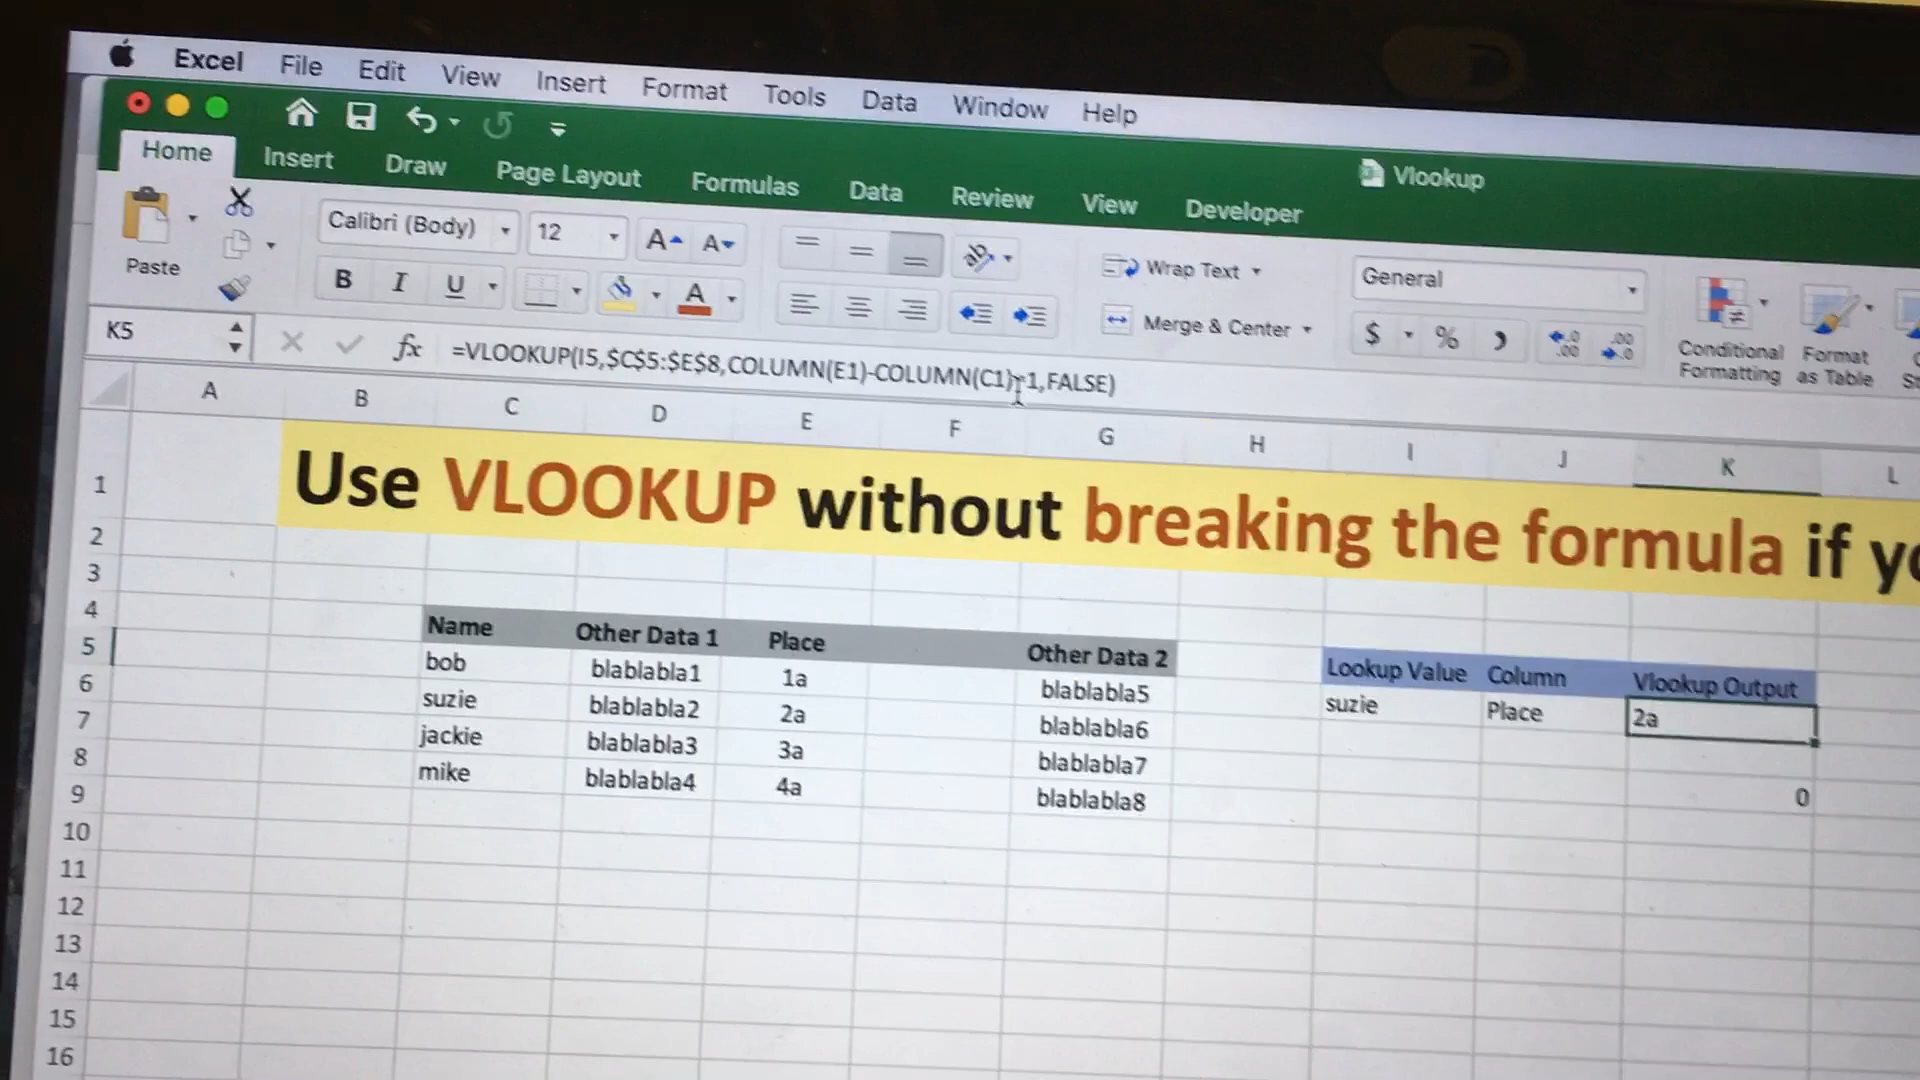 Excel File Edit View Insert Format Tools Data Window Help
Vlookup
Home Insert Draw Page Layout Formulas Data Review View Developer
Calibri (Body) 12 A A Wrap Text General
Paste B I U A Merge & Center $ % Conditional Formatting Format as Table
K5 fx =VLOOKUP(I5,$C$5:$E$8,COLUMN(E1)-COLUMN(C1)+1,FALSE)
A B C D E F G H I J K L
1 Use VLOOKUP without breaking the formula if
2
3
4 Name Other Data 1 Place Other Data 2 Lookup Value Column Vlookup Output
5 bob blablabla1 1a blablabla5 suzie Place 2a
6 suzie blablabla2 2a blablabla6
7 jackie blablabla3 3a blablabla7 0
8 mike blablabla4 4a blablabla8
9
10
11
12
13
14
15
16